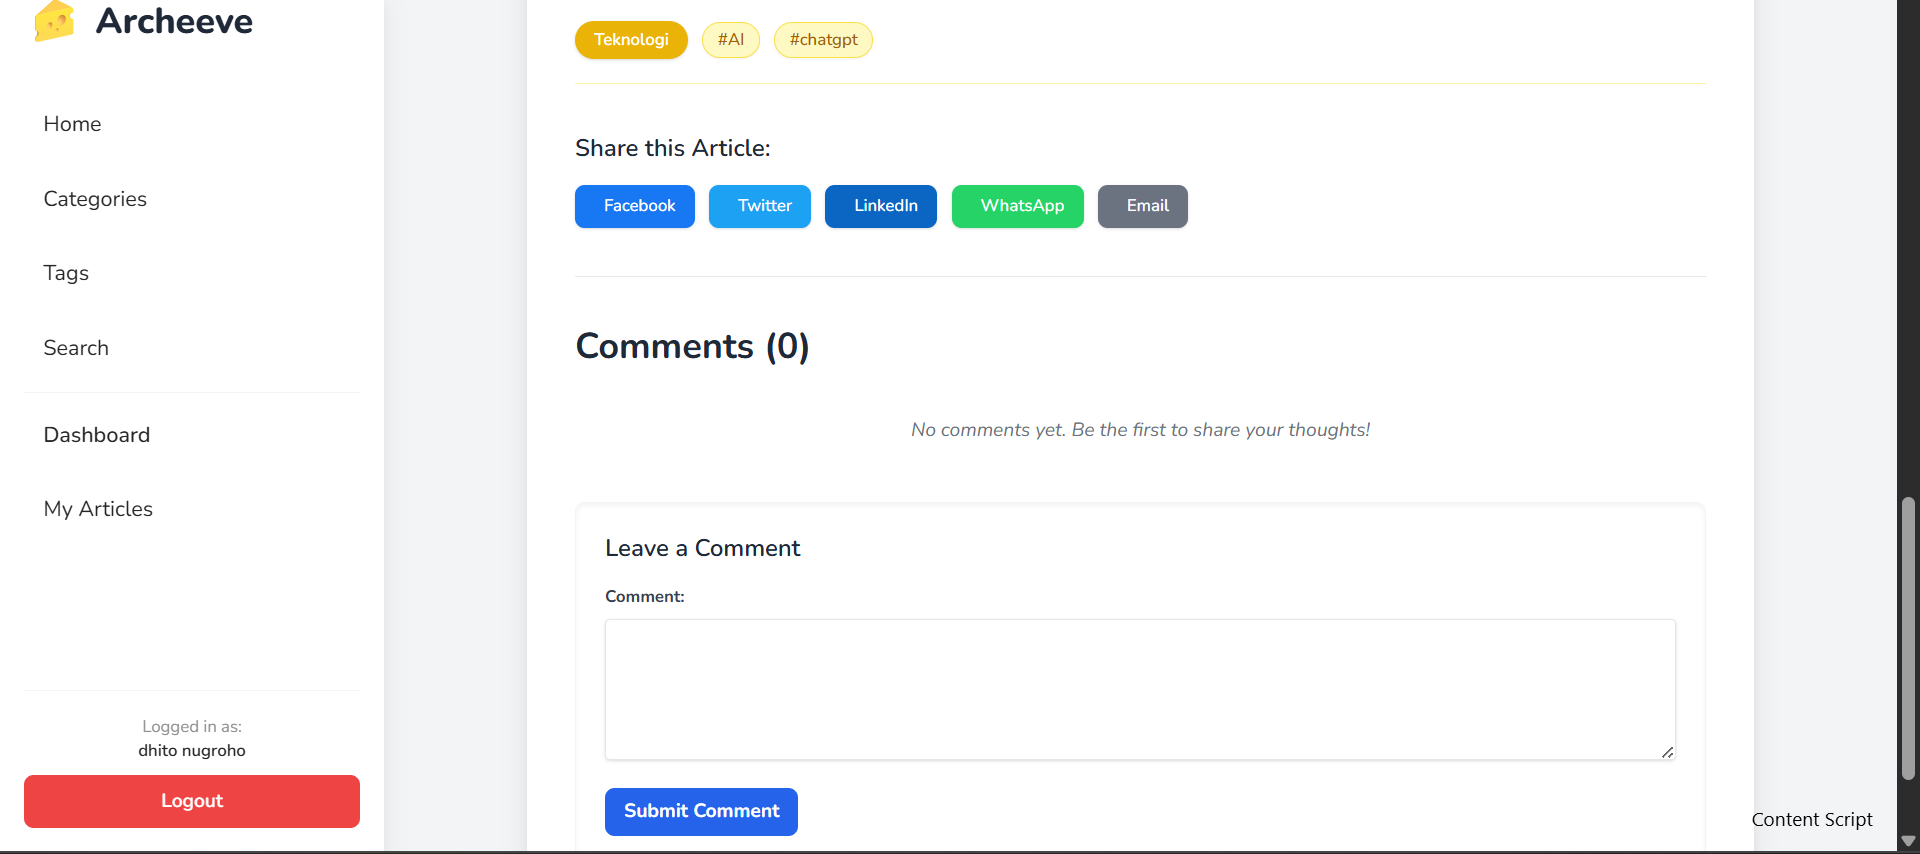 Archeeve
Home
Categories
Tags
Search
Dashboard
My Articles
Logged in as:
dhito nugroho
Logout
Teknologi #AI #chatgpt
Share this Article:
Facebook Twitter LinkedIn WhatsApp Email
Comments (0)
No comments yet. Be the first to share your thoughts!
Leave a Comment
Comment:
Submit Comment
Content Script